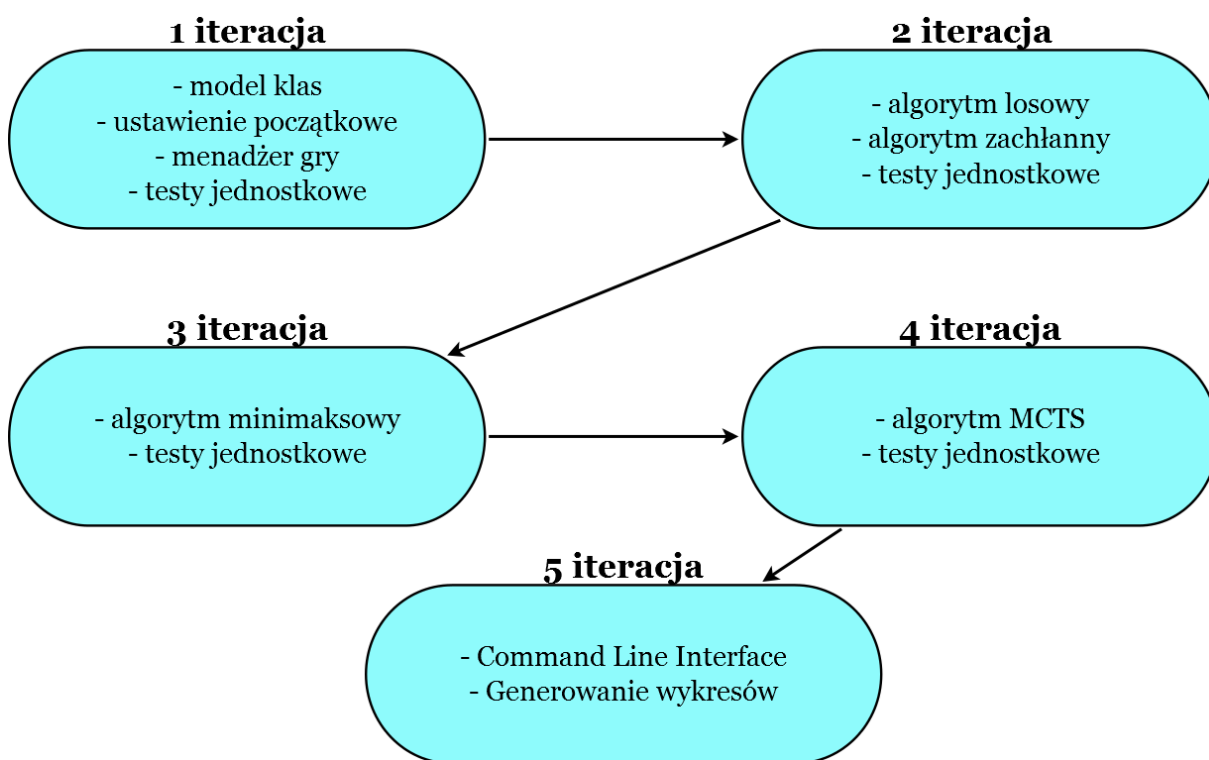 1 iteracja
- model klas
- ustawienie początkowe
- menadżer gry
- testy jednostkowe
2 iteracja
- algorytm losowy
- algorytm zachłanny
- testy jednostkowe
3 iteracja
- algorytm minimaksowy
- testy jednostkowe
4 iteracja
- algorytm MCTS
- testy jednostkowe
5 iteracja
- Command Line Interface
- Generowanie wykresów